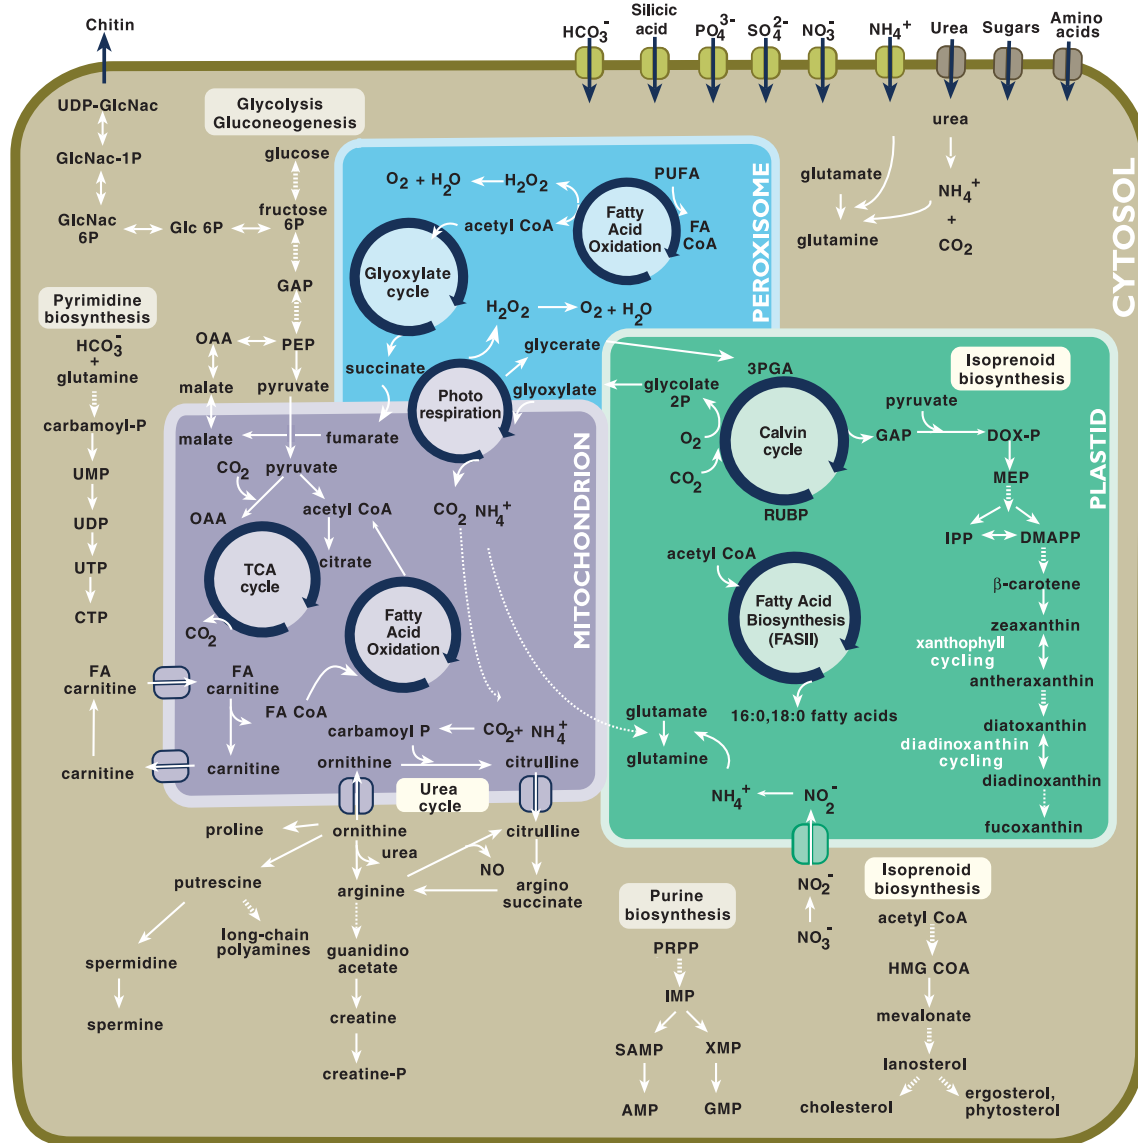 Chitin
HCO3-
Silicic
acid
PO4 3-
SO4 2-
NO3-
NH4+
Urea
Sugars
Amino
acids
CYTOSOL
UDP-GlcNac
GlcNac-1P
GlcNac
6P
Glc 6P
Glycolysis
Gluconeogenesis
glucose
fructose
6P
GAP
PEP
OAA
malate
pyruvate
Pyrimidine
biosynthesis
HCO3-
+
glutamine
carbamoyl-P
UMP
UDP
UTP
CTP
PEROXISOME
O2 + H2O
H2O2
PUFA
Fatty
Acid
Oxidation
FA
CoA
acetyl CoA
Glyoxylate
cycle
H2O2
O2 + H2O
succinate
glycerate
Photo
respiration
glyoxylate
urea
glutamate
glutamine
NH4+
+
CO2
MITOCHONDRION
malate
fumarate
CO2
pyruvate
OAA
acetyl CoA
citrate
TCA
cycle
CO2
CO2 NH4+
Fatty
Acid
Oxidation
FA
carnitine
FA
carnitine
FA CoA
carnitine
carnitine
carbamoyl P
CO2+ NH4+
ornithine
citrulline
Urea
cycle
PLASTID
3PGA
glycolate
2P
O2
CO2
Calvin
cycle
RUBP
GAP
pyruvate
Isoprenoid
biosynthesis
DOX-P
MEP
IPP
DMAPP
β-carotene
zeaxanthin
xanthophyll
cycling
antheraxanthin
diatoxanthin
diadinoxanthin
cycling
diadinoxanthin
fucoxanthin
acetyl CoA
Fatty Acid
Biosynthesis
(FASII)
16:0,18:0 fatty acids
glutamate
glutamine
NH4+
NO2-
NO2-
NO3-
proline
ornithine
urea
citrulline
NO
arginine
argino
succinate
putrescine
long-chain
polyamines
spermidine
spermine
guanidino
acetate
creatine
creatine-P
Purine
biosynthesis
PRPP
IMP
SAMP
XMP
AMP
GMP
Isoprenoid
biosynthesis
acetyl CoA
HMG COA
mevalonate
lanosterol
cholesterol
ergosterol,
phytosterol